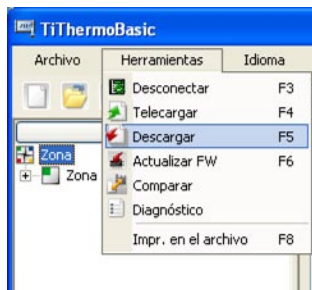 TiThermoBasic
Archivo Herramientas Idioma
Desconectar F3
Telecargar F4
Descargar F5
Actualizar FW F6
Comparar
Diagnóstico
Impr. en el archivo F8
Zona
Zona